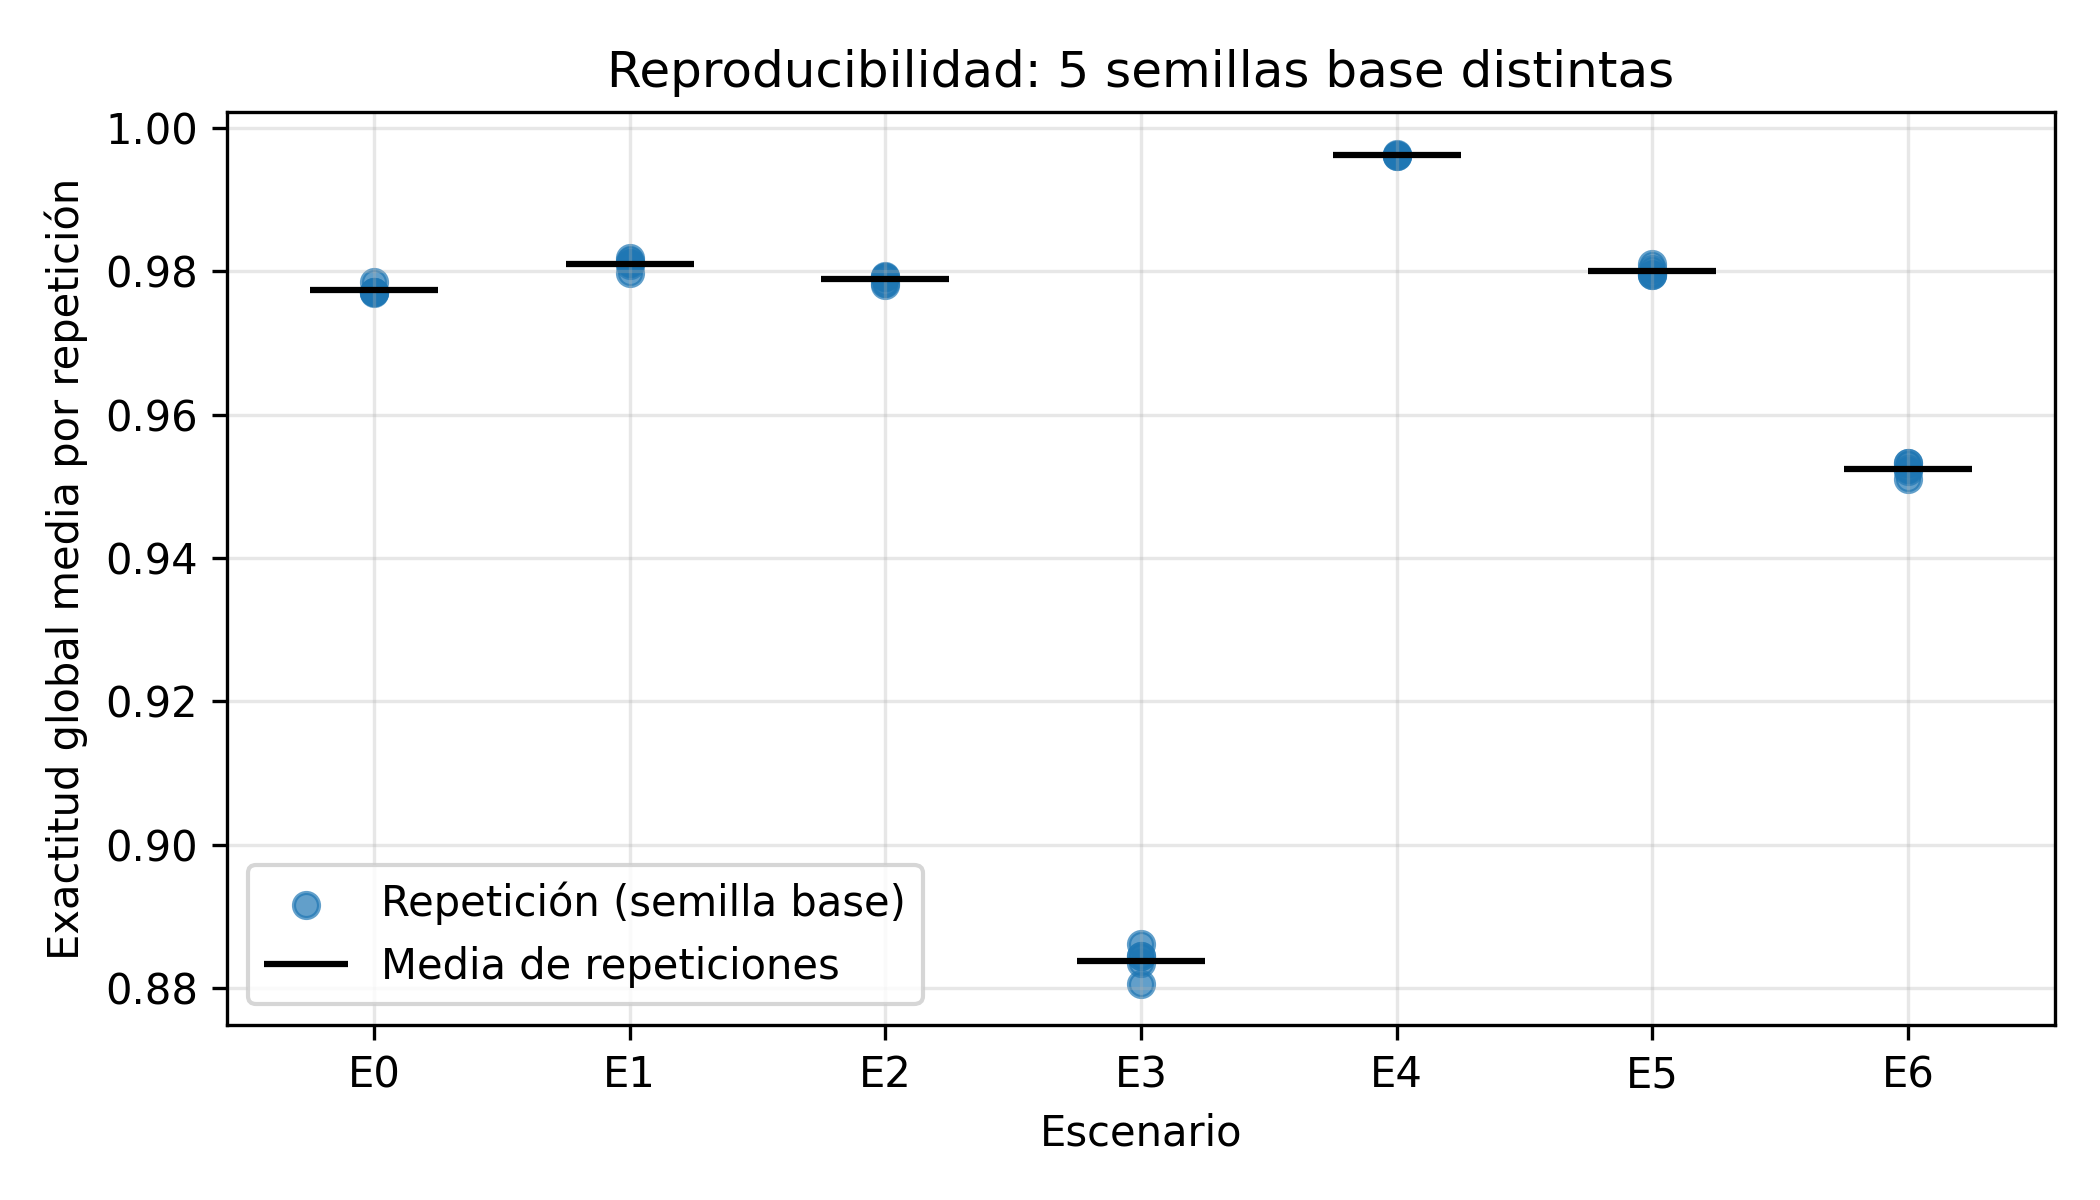 Reproducibilidad: 5 semillas base distintas
Exactitud global media por repetición
1.00
0.98
0.96
0.94
0.92
0.90
0.88
Repetición (semilla base)
Media de repeticiones
E0 E1 E2 E3 E4 E5 E6
Escenario